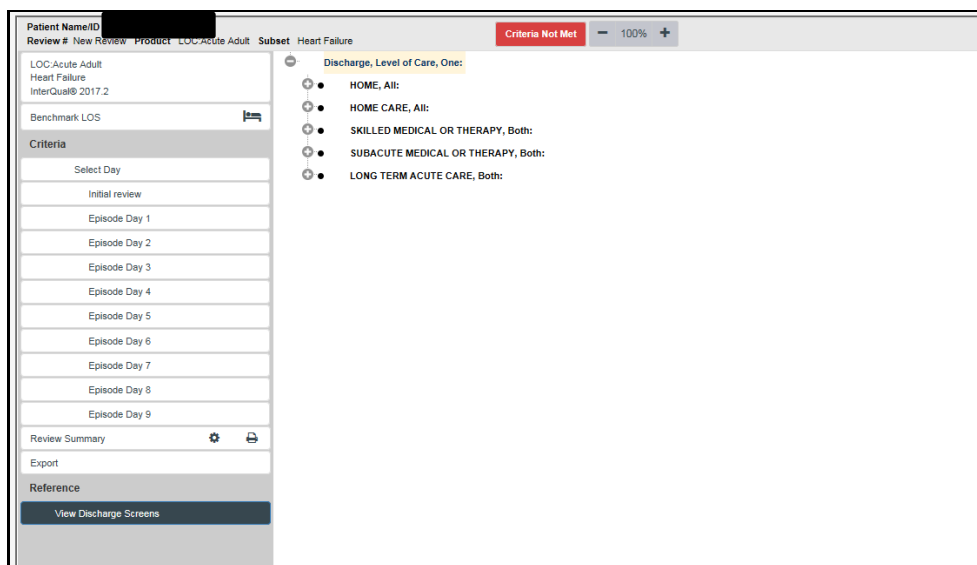 Patient Name/ID
Review # New Review Product LOC:Acute Adult Subset Heart Failure
Criteria Not Met
100%
LOC:Acute Adult
Heart Failure
InterQual® 2017.2
Benchmark LOS
Criteria
Select Day
Initial review
Episode Day 1
Episode Day 2
Episode Day 3
Episode Day 4
Episode Day 5
Episode Day 6
Episode Day 7
Episode Day 8
Episode Day 9
Review Summary
Export
Reference
View Discharge Screens
Discharge, Level of Care, One:
HOME, All:
HOME CARE, All:
SKILLED MEDICAL OR THERAPY, Both:
SUBACUTE MEDICAL OR THERAPY, Both:
LONG TERM ACUTE CARE, Both: